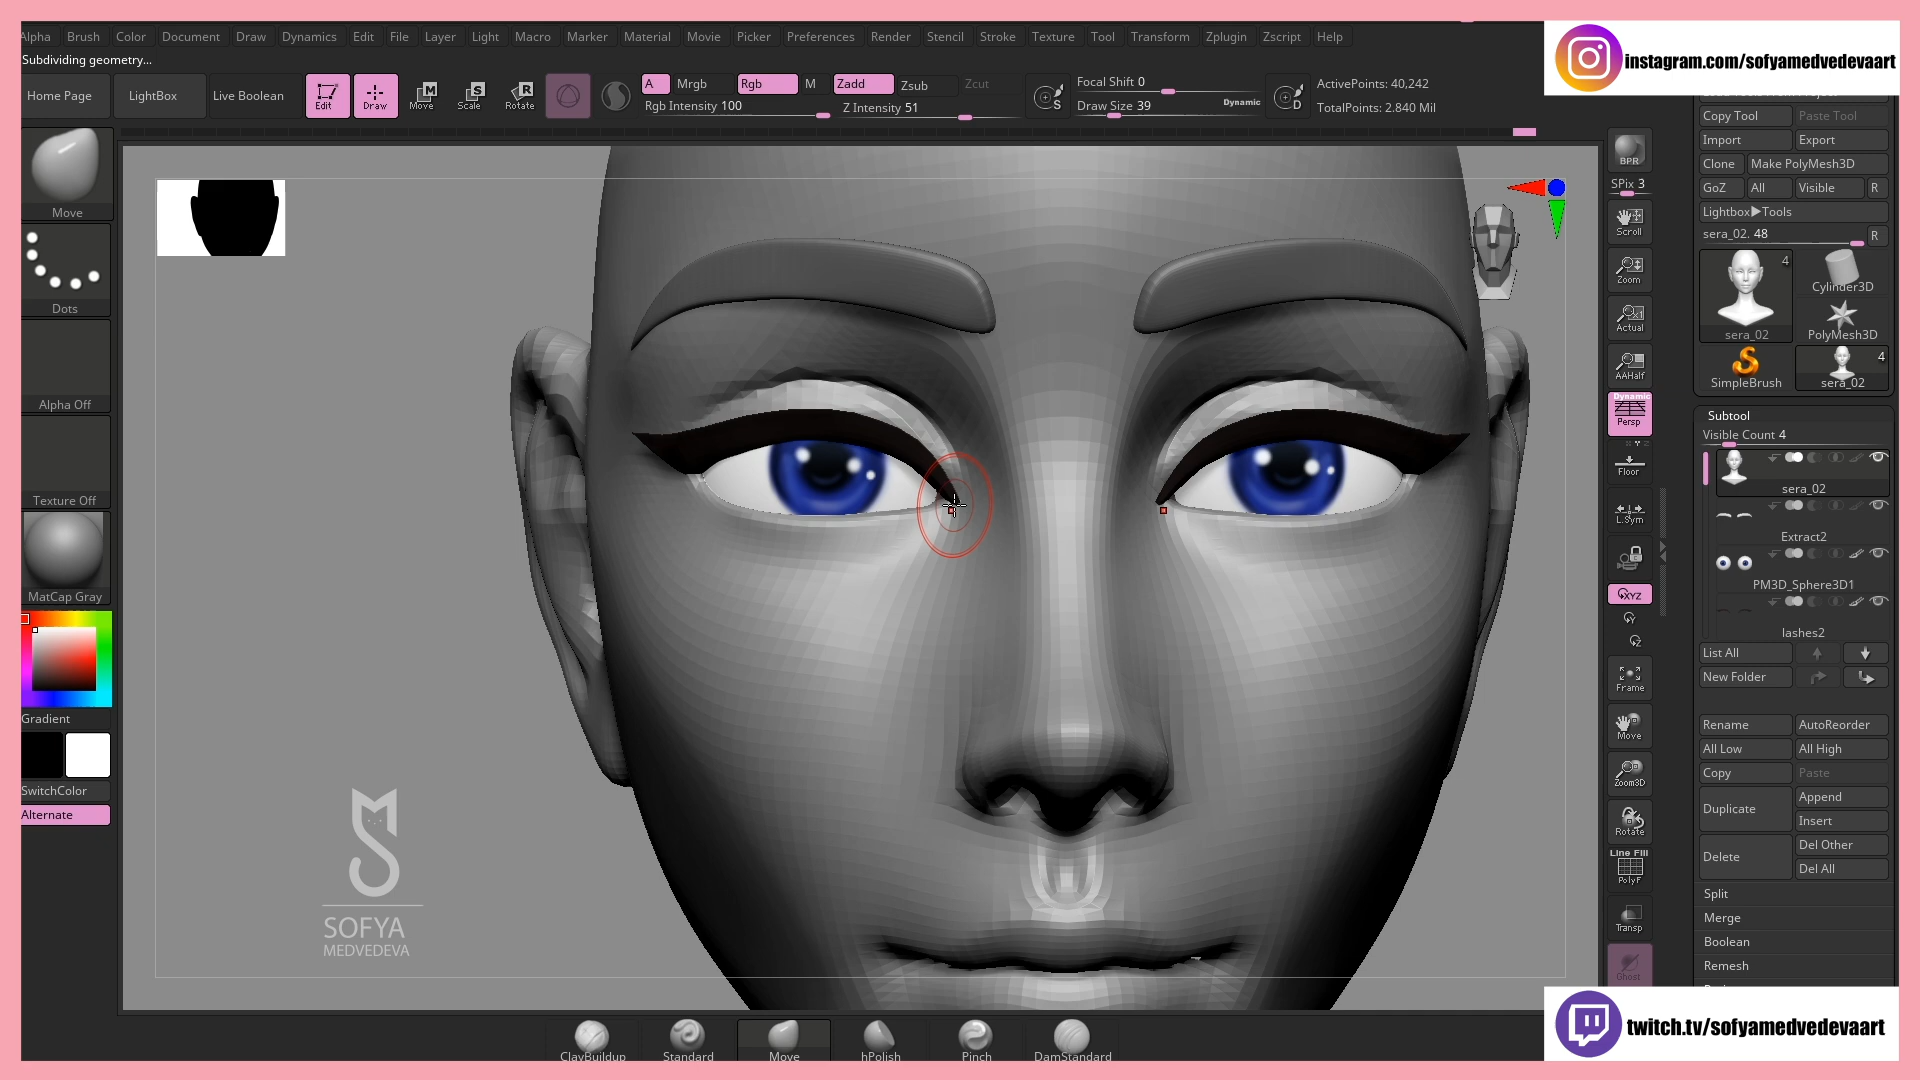 Alpha Brush Color Document Draw Dynamics Edit File Layer Light Macro Marker Material Movie Picker Preferences Render Stencil Stroke Texture Tool Transform Zplugin Zscript Help
instagram.com/sofyamedvedevaart
Subdividing geometry...
Home Page LightBox Live Boolean Edit Draw Move Scale Rotate
A Mrgb Rgb M Zadd Zsub Zcut
Rgb Intensity 100 Z Intensity 51
Focal Shift 0
Draw Size 39 Dynamic
ActivePoints: 40,242
TotalPoints: 2.840 Mil
Move
Dots
Alpha Off
Texture Off
MatCap Gray
Gradient
SwitchColor
Alternate
SOFYA
MEDVEDEVA
BPR
SPix 3
Scroll
Zoom
Actual
AAHalf
Dynamic
Persp
Floor
L.Sym
XYZ
Frame
Move
Zoom3D
Rotate
Line Fill
PolyF
Transp
Ghost
Copy Tool Paste Tool
Import Export
Clone Make PolyMesh3D
GoZ All Visible R
Lightbox▶Tools
sera_02. 48 R
4
Cylinder3D
sera_02 PolyMesh3D
4
SimpleBrush sera_02
Subtool
Visible Count 4
sera_02
Extract2
PM3D_Sphere3D1
lashes2
List All
New Folder
Rename AutoReorder
All Low All High
Copy Paste
Duplicate Append
Insert
Delete Del Other
Del All
Split
Merge
Boolean
Remesh
ClayBuildup Standard Move hPolish Pinch DamStandard
twitch.tv/sofyamedvedevaart